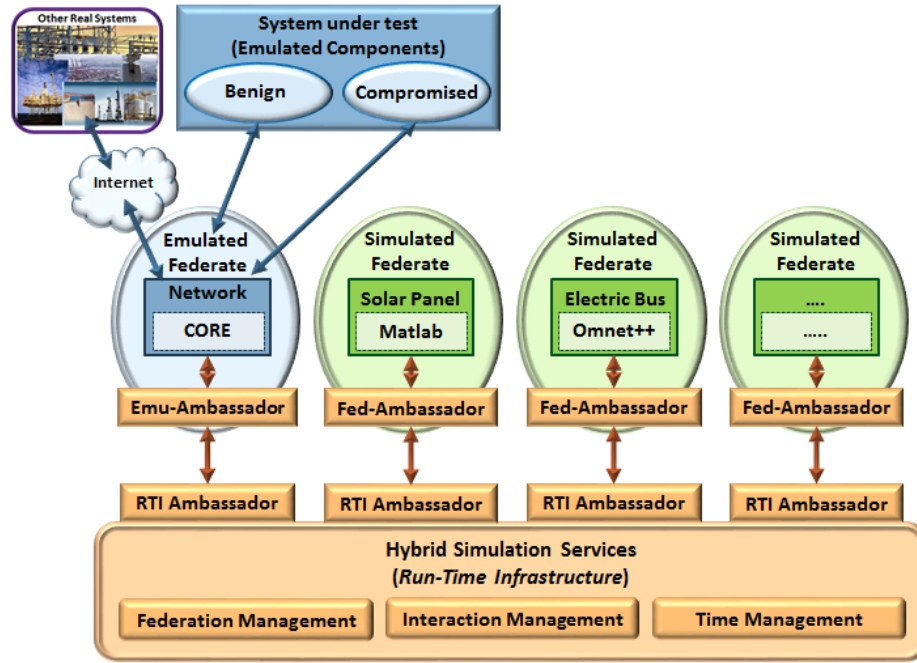 Other Real Systems
System under test
(Emulated Components)
Benign
Compromised
Internet
Emulated
Federate
Network
CORE
Simulated
Federate
Solar Panel
Matlab
Simulated
Federate
Electric Bus
Omnet++
Simulated
Federate
....
.....
Emu-Ambassador
Fed-Ambassador
Fed-Ambassador
Fed-Ambassador
RTI Ambassador
RTI Ambassador
RTI Ambassador
RTI Ambassador
Hybrid Simulation Services
(Run-Time Infrastructure)
Federation Management
Interaction Management
Time Management